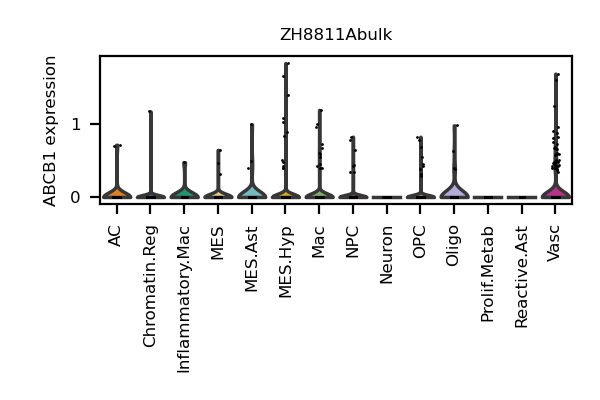 ZH8811Abulk
ABCB1 expression
1
0
AC
Chromatin.Reg
Inflammatory.Mac
MES
MES.Ast
MES.Hyp
Mac
NPC
Neuron
OPC
Oligo
Prolif.Metab
Reactive.Ast
Vasc